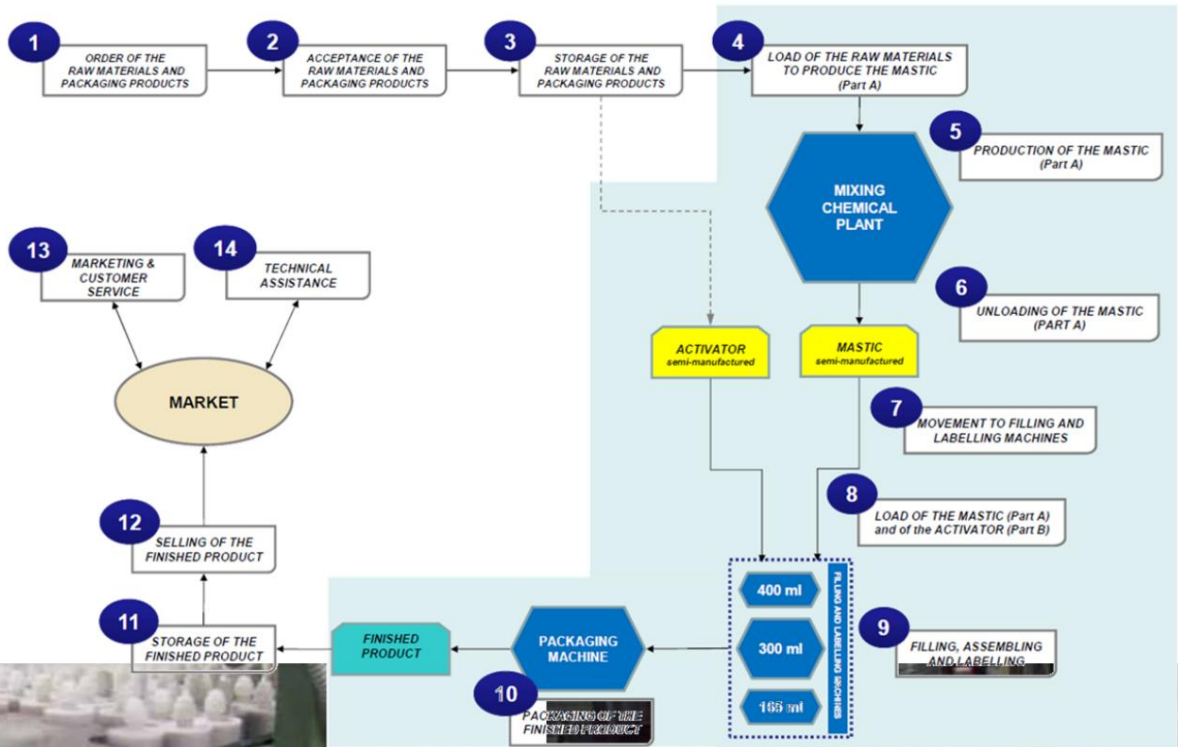 1
ORDER OF THE
RAW MATERIALS AND
PACKAGING PRODUCTS
2
ACCEPTANCE OF THE
RAW MATERIALS AND
PACKAGING PRODUCTS
3
STORAGE OF THE
RAW MATERIALS AND
PACKAGING PRODUCTS
4
LOAD OF THE RAW MATERIALS
TO PRODUCE THE MASTIC
(Part A)
5
PRODUCTION OF THE MASTIC
(Part A)
MIXING
CHEMICAL
PLANT
6
UNLOADING OF THE MASTIC
(PART A)
13
MARKETING &
CUSTOMER
SERVICE
14
TECHNICAL
ASSISTANCE
ACTIVATOR
semi-manufactured
MASTIC
semi-manufactured
MARKET
7
MOVEMENT TO FILLING AND
LABELLING MACHINES
8
LOAD OF THE MASTIC (Part A)
and of the ACTIVATOR (Part B)
12
SELLING OF THE
FINISHED PRODUCT
400 ml
300 ml
165 ml
FILLING AND LABELLING MACHINES
9
FILLING, ASSEMBLING
AND LABELLING
11
STORAGE OF THE
FINISHED PRODUCT
FINISHED
PRODUCT
PACKAGING
MACHINE
10
PACKAGING OF THE
FINISHED PRODUCT